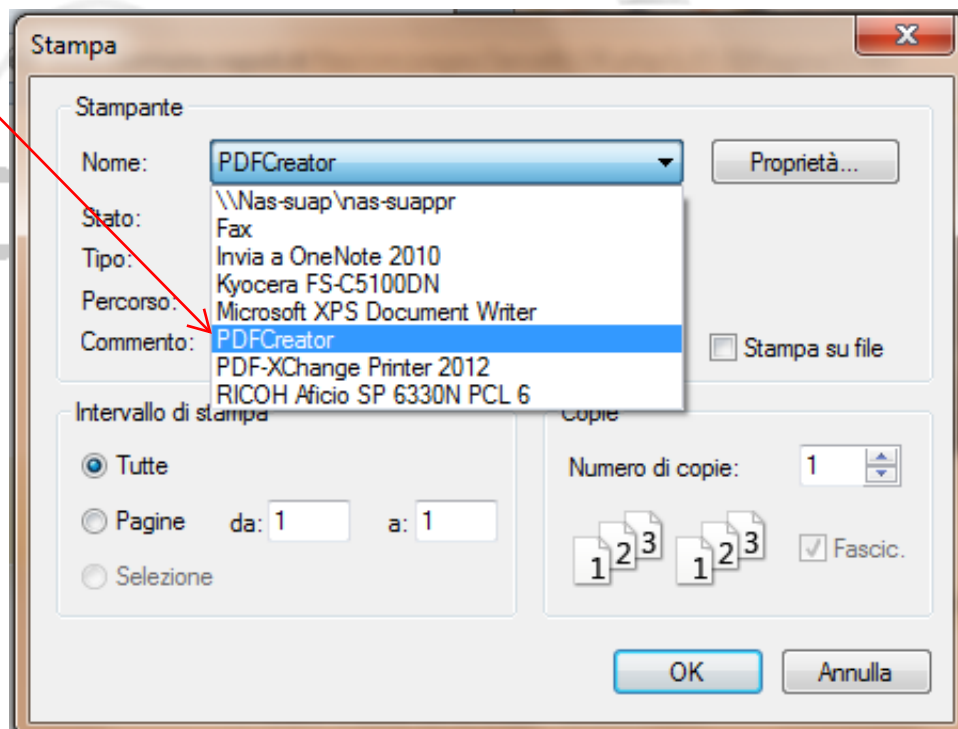 Stampa
Stampante
Nome: PDFCreator Proprietà...
\\Nas-suap\nas-suappr
Stato:
Fax
Tipo: Invia a OneNote 2010
Kyocera FS-C5100DN
Percorso: Microsoft XPS Document Writer
Commento: PDFCreator Stampa su file
PDF-XChange Printer 2012
RICOH Aficio SP 6330N PCL 6
Intervallo di stampa Copie
Tutte Numero di copie: 1
Pagine da: 1 a: 1
1 2 3 1 2 3 Fascic.
Selezione
OK Annulla